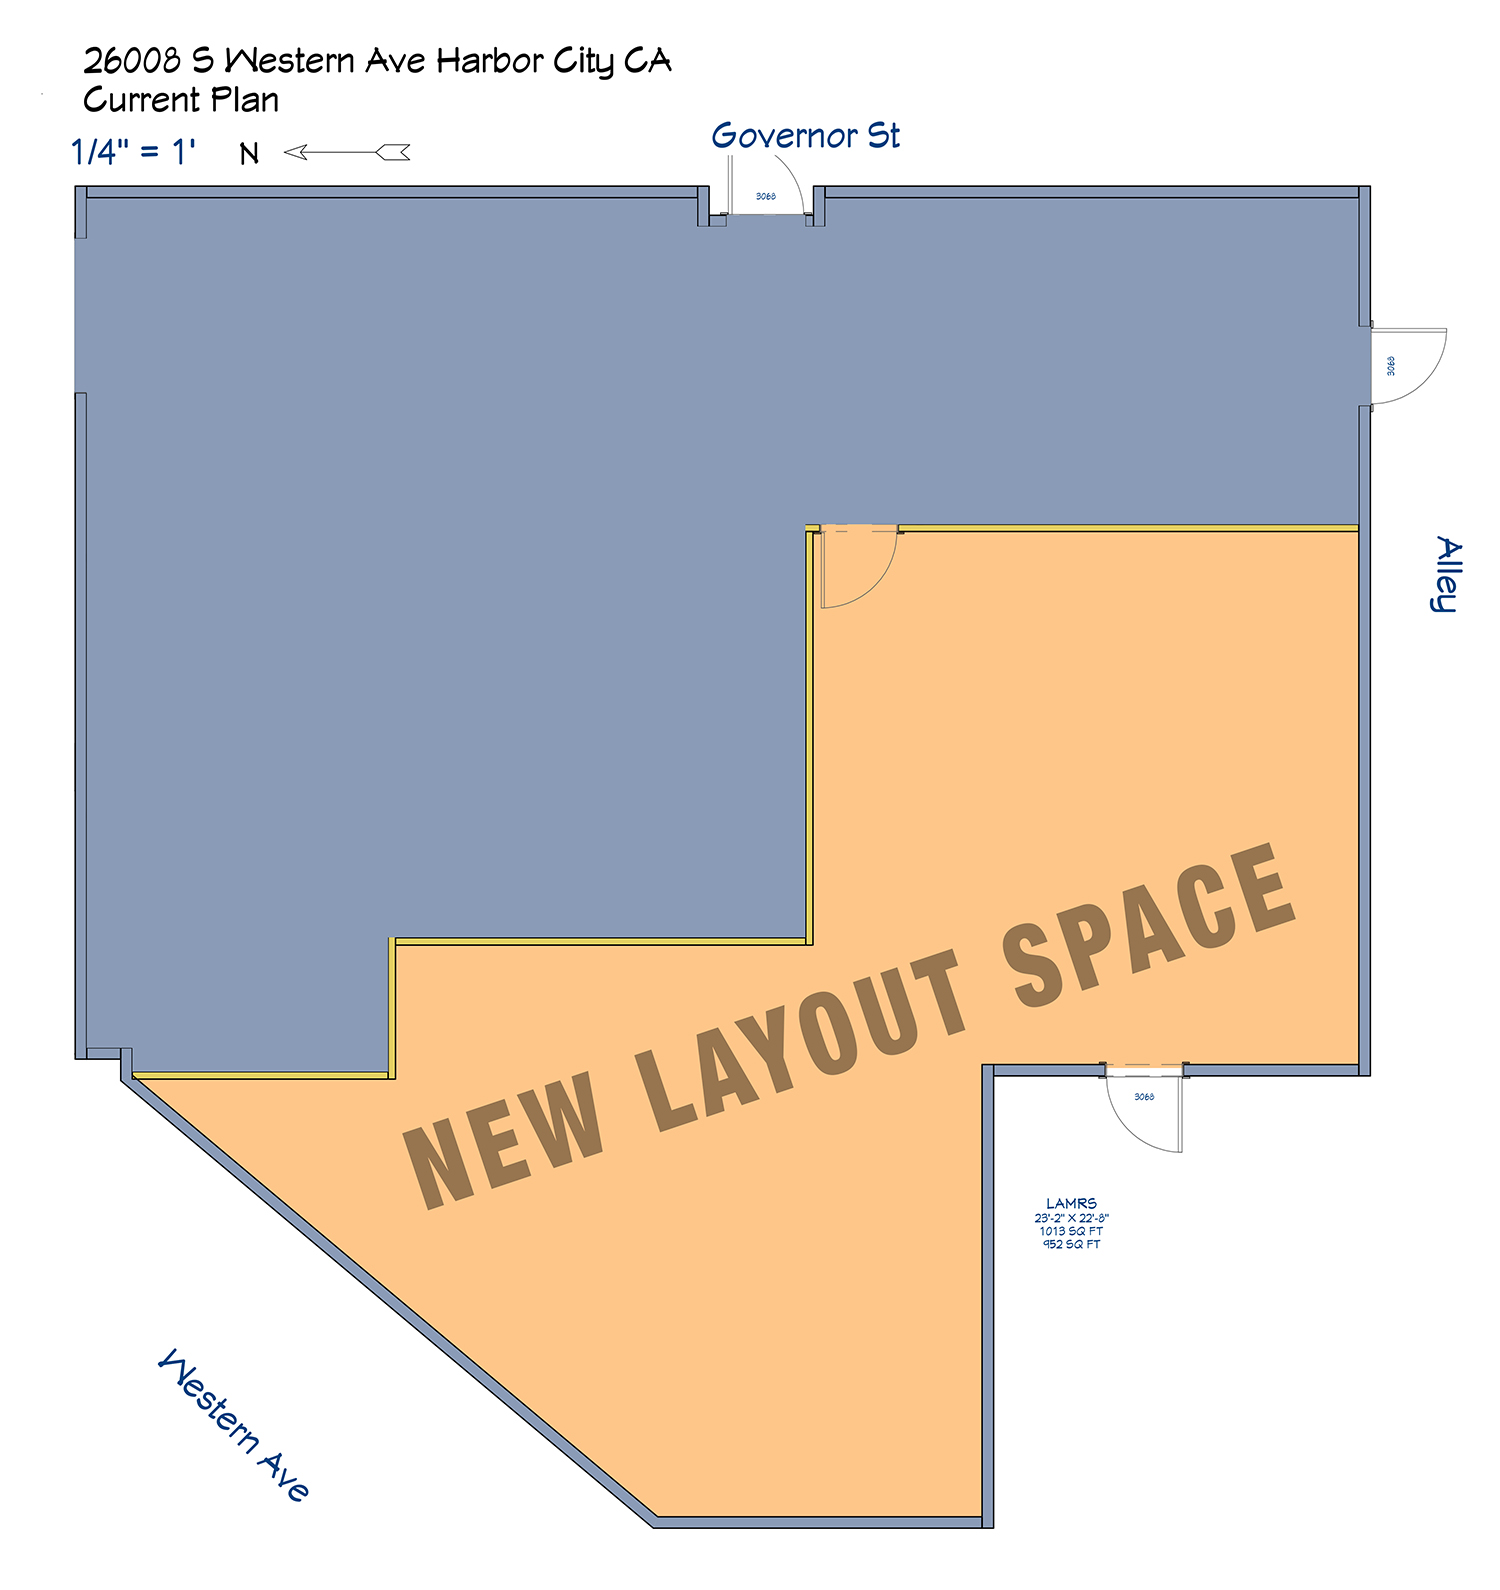 26008 S Western Ave Harbor City CA
Current Plan
1/4" = 1' N
Governor St
3068
3068
Alley
NEW LAYOUT SPACE
3068
LAMRS
23'-2" X 22'-8"
1013 SQ FT
952 SQ FT
Western Ave